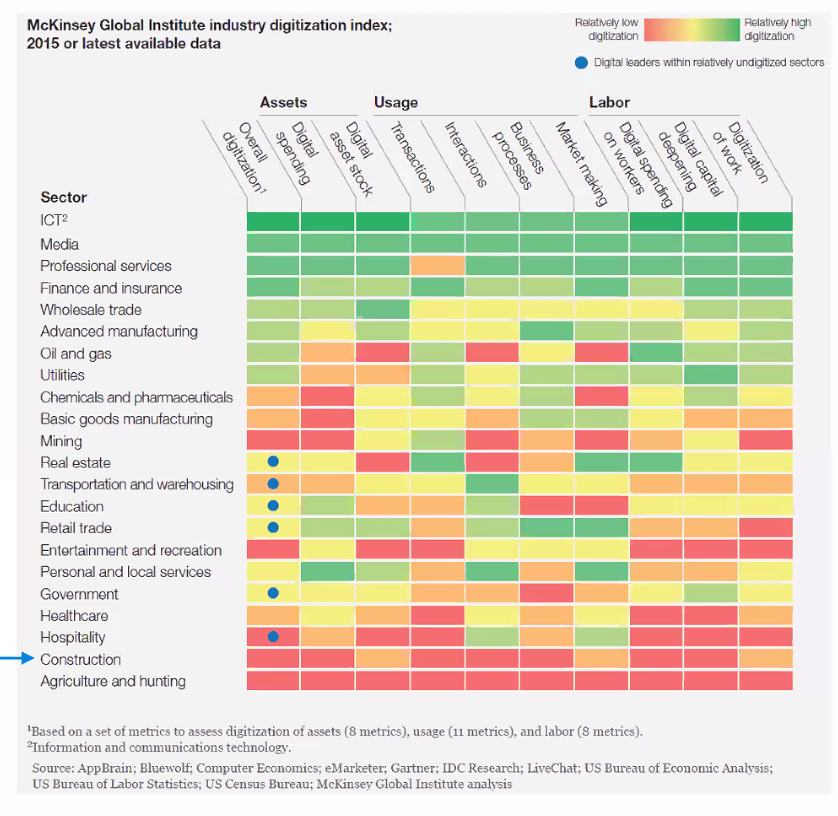 McKinsey Global Institute industry digitization index;
2015 or latest available data
Relatively low
digitization
Relatively high
digitization
Digital leaders within relatively undigitized sectors
Assets
Usage
Labor
Overall
digitization¹
Digital
spending
Digital
asset stock
Transactions
Interactions
Business
processes
Market making
Digital spending
on workers
Digital capital
deepening
Digitization
of work
Sector
ICT²
Media
Professional services
Finance and insurance
Wholesale trade
Advanced manufacturing
Oil and gas
Utilities
Chemicals and pharmaceuticals
Basic goods manufacturing
Mining
Real estate
Transportation and warehousing
Education
Retail trade
Entertainment and recreation
Personal and local services
Government
Healthcare
Hospitality
Construction
Agriculture and hunting
¹Based on a set of metrics to assess digitization of assets (8 metrics), usage (11 metrics), and labor (8 metrics).
²Information and communications technology.
Source: AppBrain; Bluewolf; Computer Economics; eMarketer; Gartner; IDC Research; LiveChat; US Bureau of Economic Analysis;
US Bureau of Labor Statistics; US Census Bureau; McKinsey Global Institute analysis